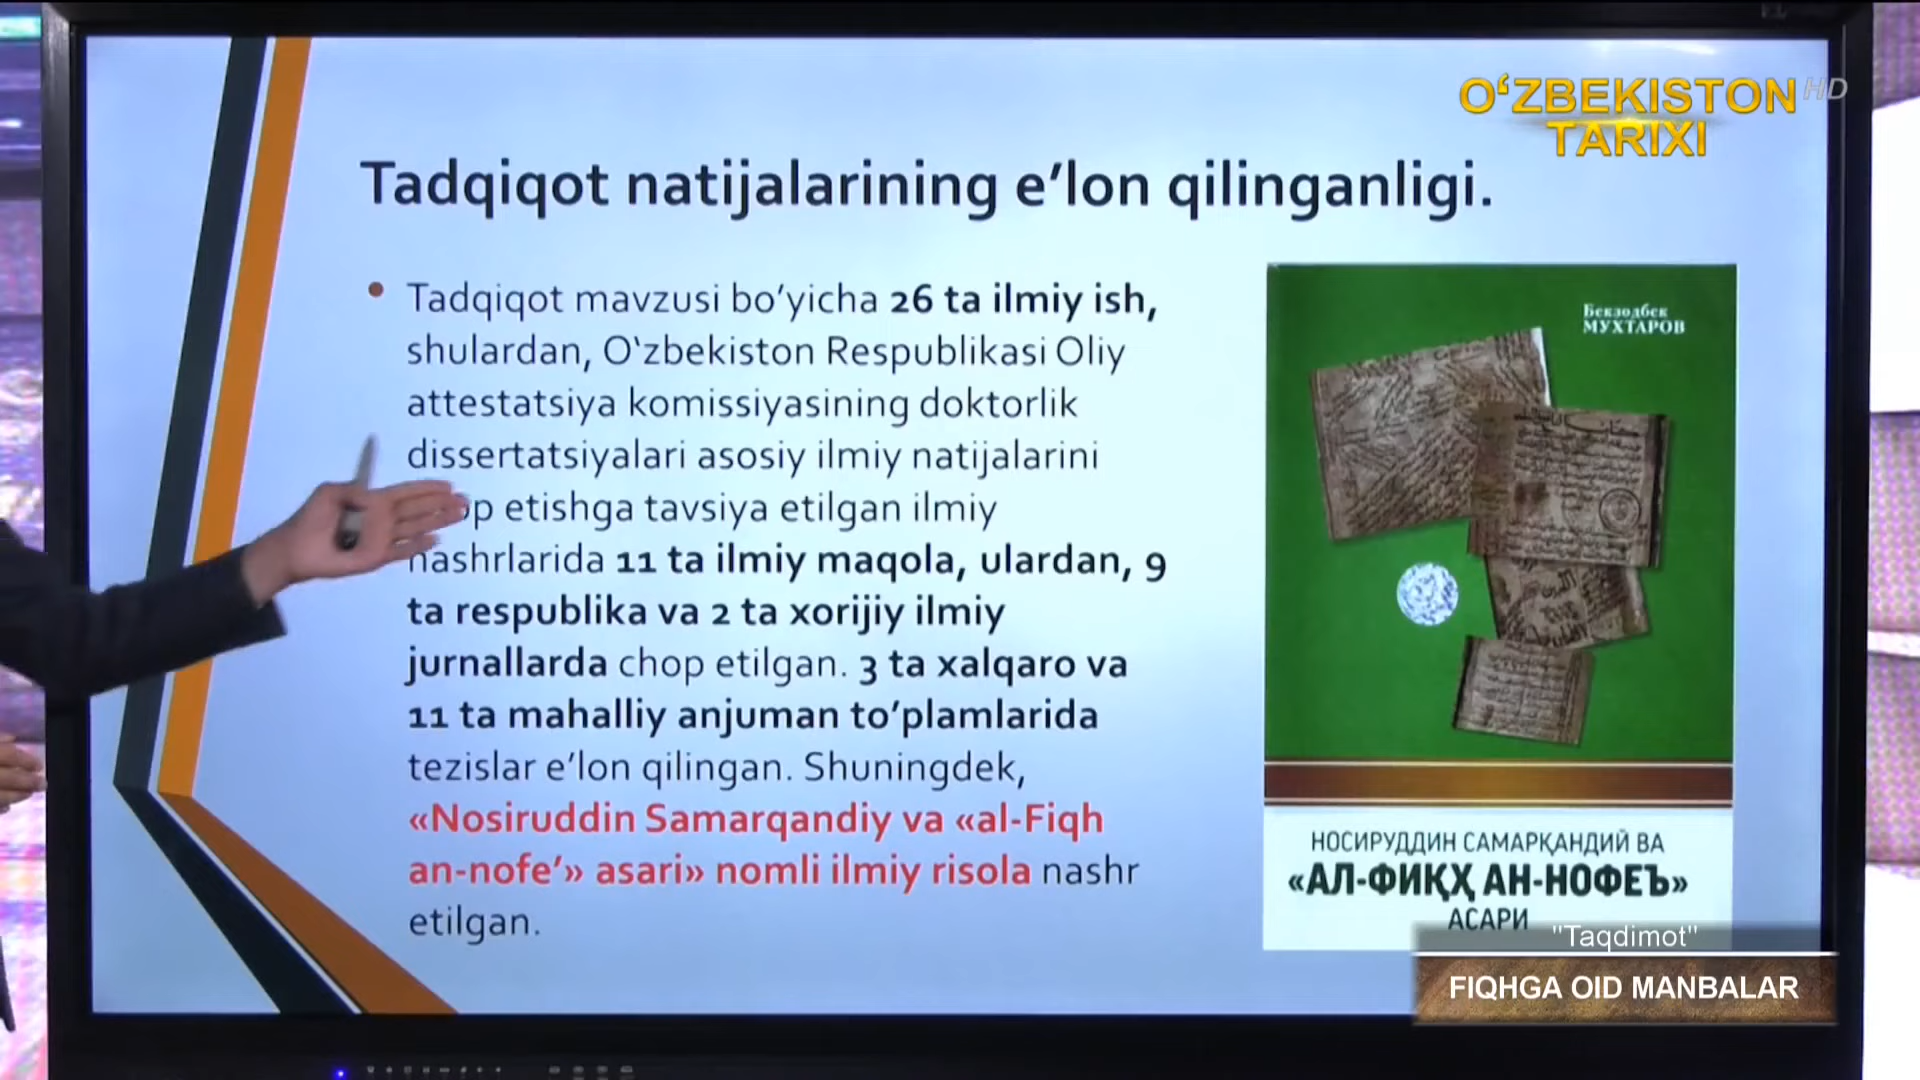 O‘ZBEKISTON HD
TARIXI
Tadqiqot natijalarining e’lon qilinganligi.
• Tadqiqot mavzusi bo’yicha 26 ta ilmiy ish,
shulardan, O‘zbekiston Respublikasi Oliy
attestatsiya komissiyasining doktorlik
dissertatsiyalari asosiy ilmiy natijalarini
op etishga tavsiya etilgan ilmiy
nashrlarida 11 ta ilmiy maqola, ulardan, 9
ta respublika va 2 ta xorijiy ilmiy
jurnallarda chop etilgan. 3 ta xalqaro va
11 ta mahalliy anjuman to’plamlarida
tezislar e’lon qilingan. Shuningdek,
«Nosiruddin Samarqandiy va «al-Fiqh
an-nofe’» asari» nomli ilmiy risola nashr
etilgan.
Бекзодбек
МУХТАРОВ
НОСИРУДДИН САМАРҚАНДИЙ ВА
«АЛ-ФИҚҲ АН-НОФЕЪ»
АСАРИ
"Taqdimot"
FIQHGA OID MANBALAR